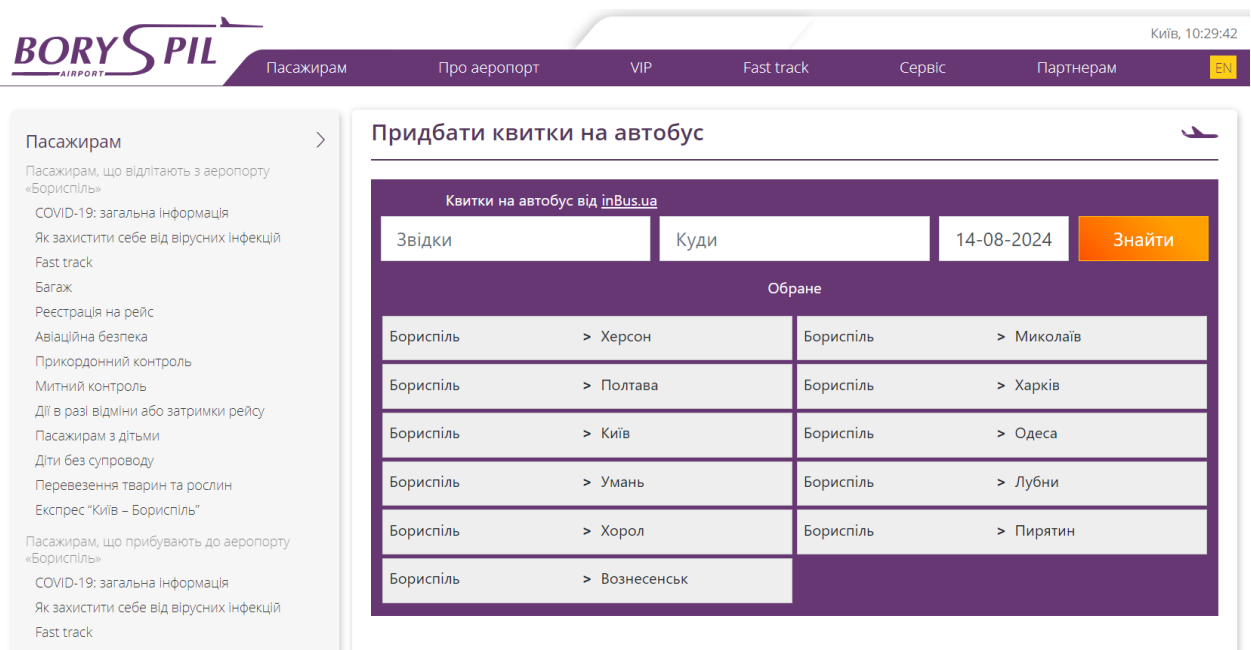 BORYSPIL
AIRPORT
Київ, 10:29:42
Пасажирам Про аеропорт VIP Fast track Сервіс Партнерам EN
Пасажирам
Пасажирам, що відлітають з аеропорту
«Бориспіль»
COVID-19: загальна інформація
Як захистити себе від вірусних інфекцій
Fast track
Багаж
Реєстрація на рейс
Авіаційна безпека
Прикордонний контроль
Митний контроль
Дії в разі відміни або затримки рейсу
Пасажирам з дітьми
Діти без супроводу
Перевезення тварин та рослин
Експрес “Київ – Бориспіль”
Пасажирам, що прибувають до аеропорту
«Бориспіль»
COVID-19: загальна інформація
Як захистити себе від вірусних інфекцій
Fast track
Придбати квитки на автобус
Квитки на автобус від inBus.ua
Звідки Куди 14-08-2024 Знайти
Обране
Бориспіль > Херсон Бориспіль > Миколаїв
Бориспіль > Полтава Бориспіль > Харків
Бориспіль > Київ Бориспіль > Одеса
Бориспіль > Умань Бориспіль > Лубни
Бориспіль > Хорол Бориспіль > Пирятин
Бориспіль > Вознесенськ